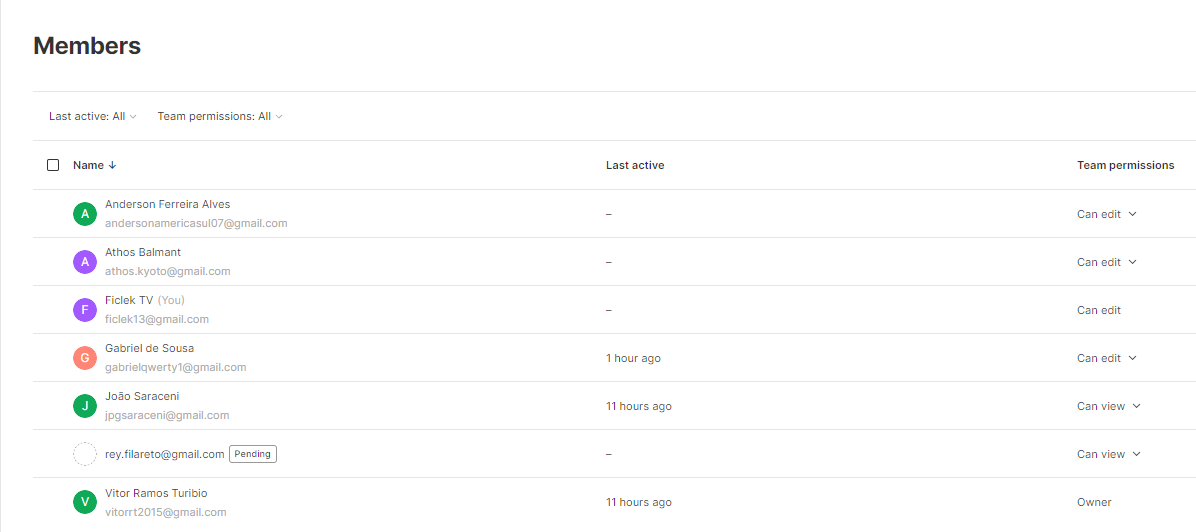 Members
Last active: All Team permissions: All
Name ↓ Last active Team permissions
A Anderson Ferreira Alves
andersonamericasul07@gmail.com – Can edit
A Athos Balmant
athos.kyoto@gmail.com – Can edit
F Ficlek TV (You)
ficlek13@gmail.com – Can edit
G Gabriel de Sousa
gabrielqwerty1@gmail.com 1 hour ago Can edit
J João Saraceni
jpgsaraceni@gmail.com 11 hours ago Can view
rey.filareto@gmail.com Pending – Can view
V Vitor Ramos Turibio
vitorrt2015@gmail.com 11 hours ago Owner